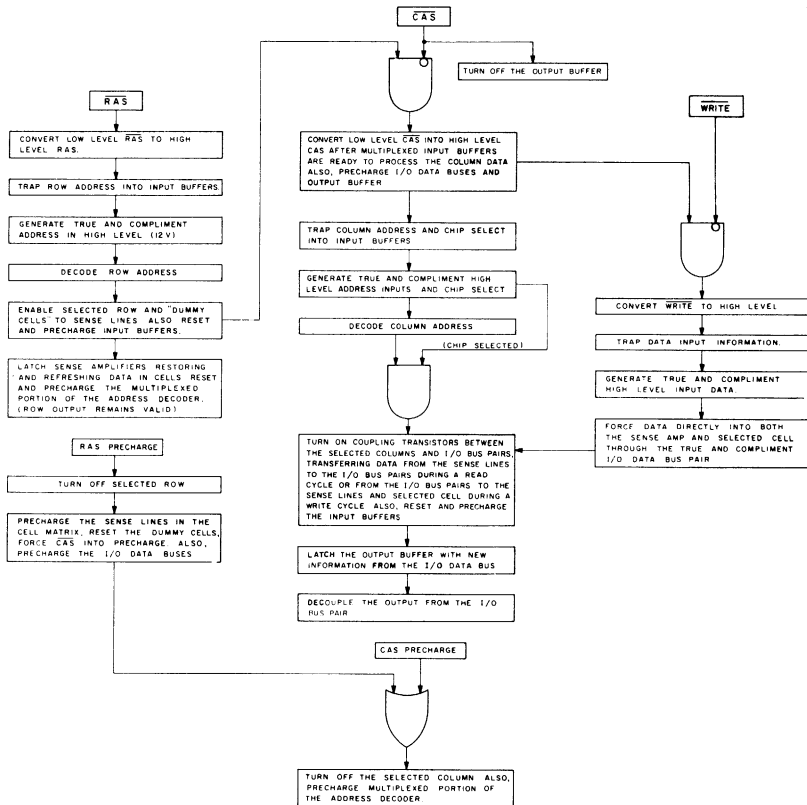 CAS
TURN OFF THE OUTPUT BUFFER
RAS
WRITE
CONVERT LOW LEVEL RAS TO HIGH
LEVEL RAS.
CONVERT LOW LEVEL CAS INTO HIGH LEVEL
CAS AFTER MULTIPLEXED INPUT BUFFERS
ARE READY TO PROCESS THE COLUMN DATA
ALSO, PRECHARGE I/O DATA BUSES AND
OUTPUT BUFFER
TRAP ROW ADDRESS INTO INPUT BUFFERS.
GENERATE TRUE AND COMPLIMENT
ADDRESS IN HIGH LEVEL (12V)
TRAP COLUMN ADDRESS AND CHIP SELECT
INTO INPUT BUFFERS
DECODE ROW ADDRESS
GENERATE TRUE AND COMPLIMENT HIGH
LEVEL ADDRESS INPUTS AND CHIP SELECT
ENABLE SELECTED ROW AND "DUMMY
CELLS" TO SENSE LINES ALSO RESET
AND PRECHARGE INPUT BUFFERS.
DECODE COLUMN ADDRESS
(CHIP SELECTED)
CONVERT WRITE TO HIGH LEVEL
TRAP DATA INPUT INFORMATION.
LATCH SENSE AMPLIFIERS RESTORING
AND REFRESHING DATA IN CELLS RESET
AND PRECHARGE THE MULTIPLEXED
PORTION OF THE ADDRESS DECODER.
(ROW OUTPUT REMAINS VALID)
GENERATE TRUE AND COMPLIMENT
HIGH LEVEL INPUT DATA.
FORCE DATA DIRECTLY INTO BOTH
THE SENSE AMP AND SELECTED CELL
THROUGH THE TRUE AND COMPLIMENT
I/O DATA BUS PAIR
RAS PRECHARGE
TURN OFF SELECTED ROW
TURN ON COUPLING TRANSISTORS BETWEEN
THE SELECTED COLUMNS AND I/O BUS PAIRS,
TRANSFERRING DATA FROM THE SENSE LINES
TO THE I/O BUS PAIRS DURING A READ
CYCLE OR FROM THE I/O BUS PAIRS TO THE
SENSE LINES AND SELECTED CELL DURING A
WRITE CYCLE ALSO, RESET AND PRECHARGE
THE INPUT BUFFERS
PRECHARGE THE SENSE LINES IN THE
CELL MATRIX, RESET THE DUMMY CELLS,
FORCE CAS INTO PRECHARGE. ALSO,
PRECHARGE THE I/O DATA BUSES
LATCH THE OUTPUT BUFFER WITH NEW
INFORMATION FROM THE I/O DATA BUS
DECOUPLE THE OUTPUT FROM THE I/O
BUS PAIR
CAS PRECHARGE
TURN OFF THE SELECTED COLUMN ALSO,
PRECHARGE MULTIPLEXED PORTION OF
THE ADDRESS DECODER